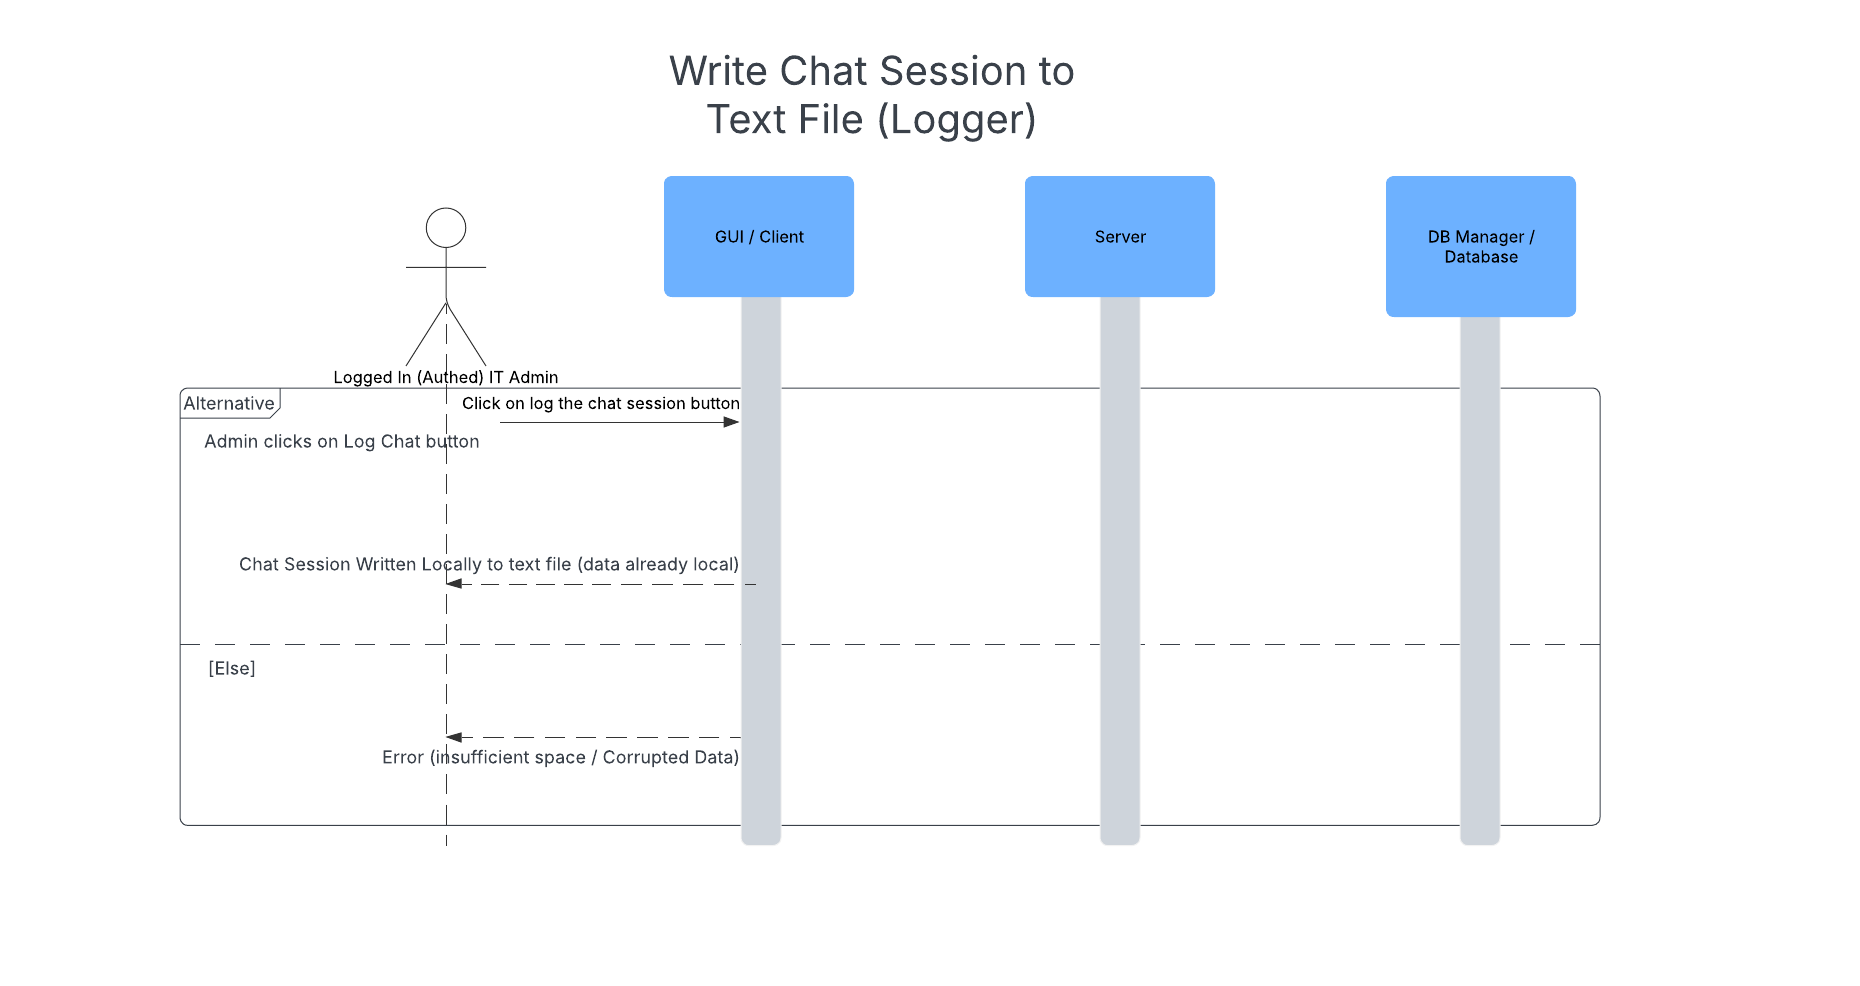 Write Chat Session to
Text File (Logger)
GUI / Client
Server
DB Manager /
Database
Logged In (Authed) IT Admin
Alternative
Click on log the chat session button
Admin clicks on Log Chat button
Chat Session Written Locally to text file (data already local)
[Else]
Error (insufficient space / Corrupted Data)